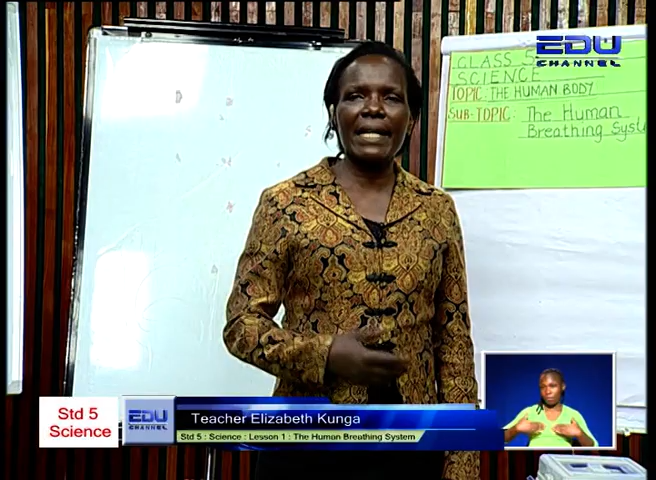 EDU
CHANNEL
CLASS 5
SCIENCE
TOPIC: THE HUMAN BODY
SUB-TOPIC: The Human
Breathing Syst
Std 5
Science
EDU
CHANNEL
Teacher Elizabeth Kunga
Std 5 : Science : Lesson 1 : The Human Breathing System